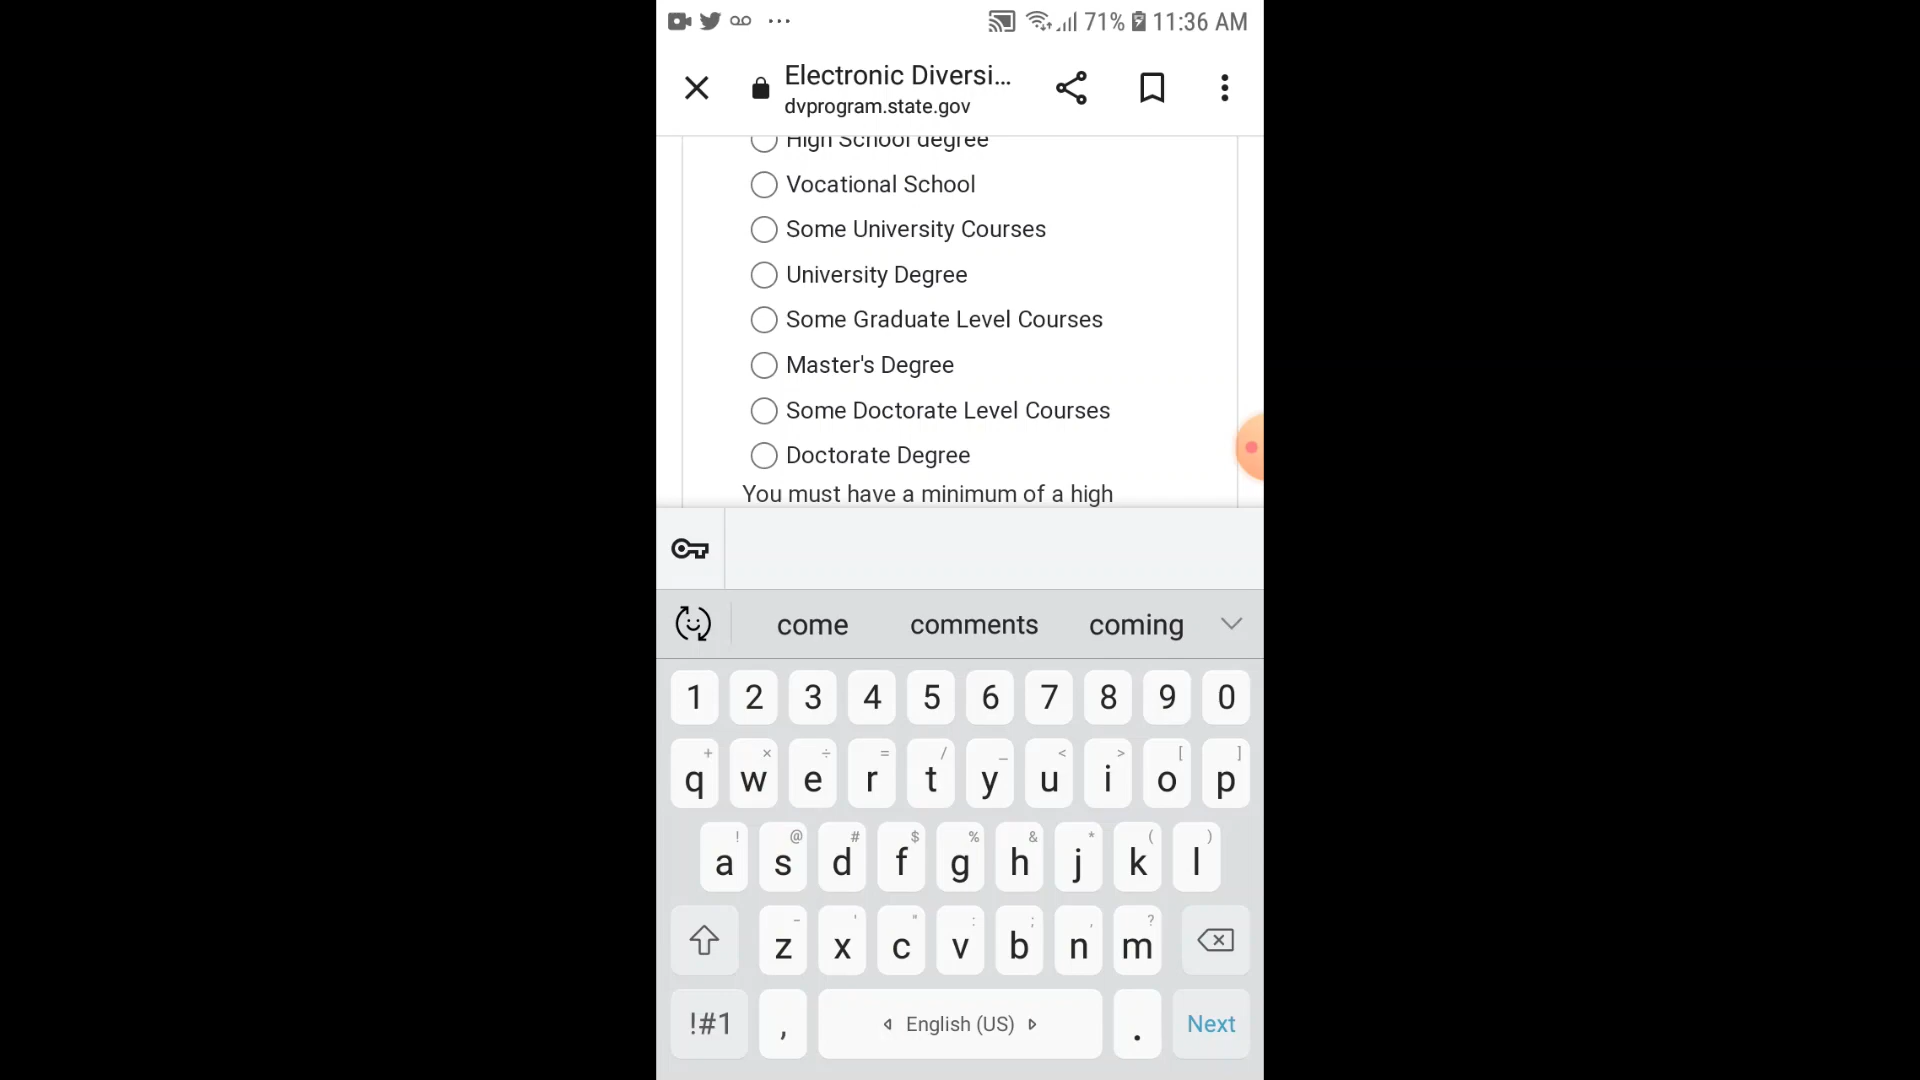 71% 11:36 AM
Electronic Diversi...
dvprogram.state.gov
High School degree
Vocational School
Some University Courses
University Degree
Some Graduate Level Courses
Master's Degree
Some Doctorate Level Courses
Doctorate Degree
You must have a minimum of a high
come comments coming
1 2 3 4 5 6 7 8 9 0
+ × ÷ = / _ < > [ ]
q w e r t y u i o p
! @ # $ % & * ( )
a s d f g h j k l
- ' " : ; , ?
z x c v b n m
!#1 , English (US) . Next